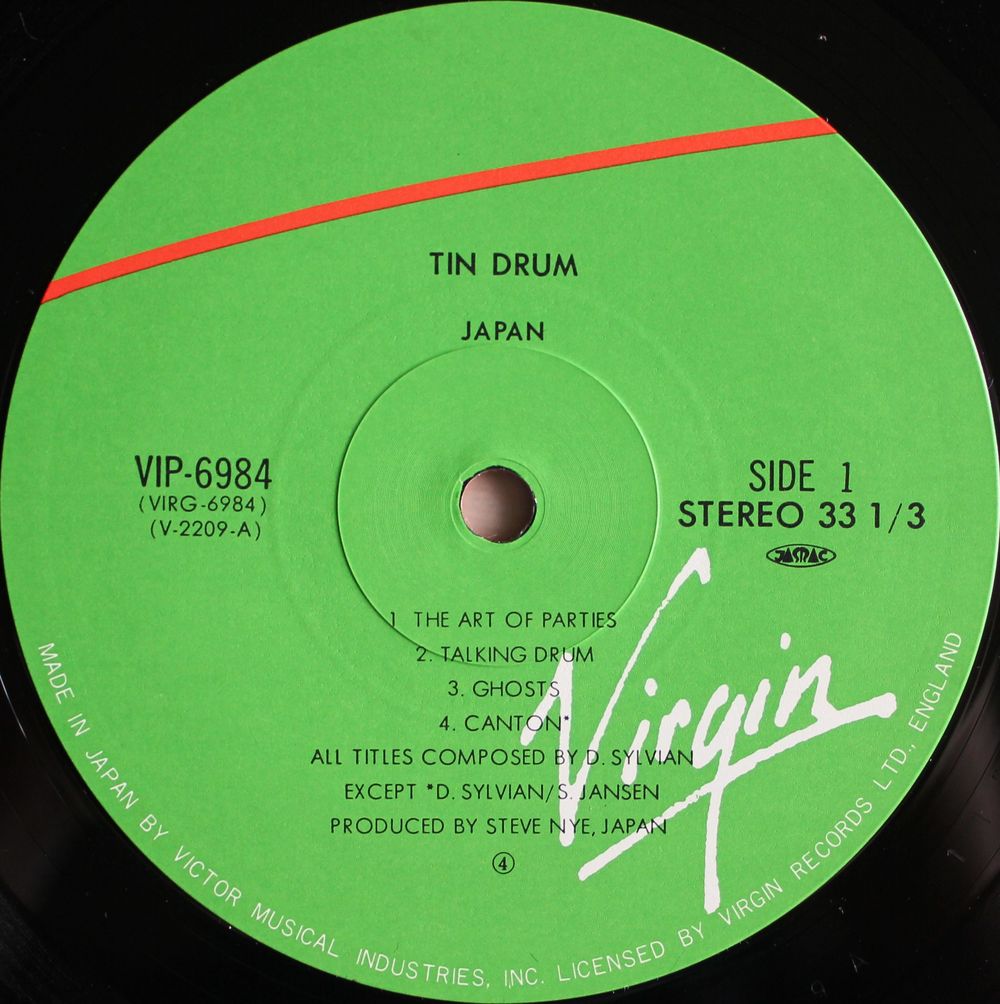 TIN DRUM
JAPAN
VIP-6984
(VIRG-6984)
(V-2209-A)
SIDE 1
STEREO 33 1/3
JASRAC
1 THE ART OF PARTIES
2. TALKING DRUM
3. GHOSTS
4. CANTON*
ALL TITLES COMPOSED BY D. SYLVIAN
EXCEPT *D. SYLVIAN/S. JANSEN
PRODUCED BY STEVE NYE, JAPAN
④
Virgin
MADE IN JAPAN BY VICTOR MUSICAL INDUSTRIES, INC. LICENSED BY VIRGIN RECORDS LTD., ENGLAND